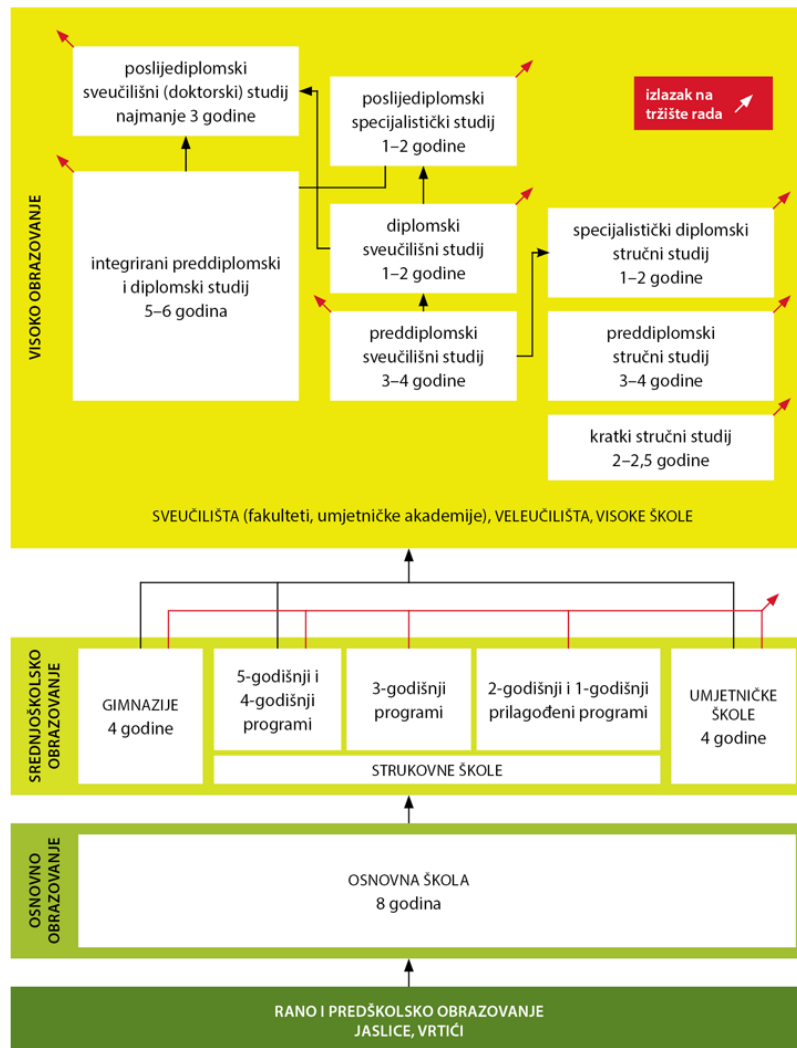 poslijediplomski
sveučilišni (doktorski) studij
najmanje 3 godine
poslijediplomski
specijalistički studij
1–2 godine
izlazak na
tržište rada
VISOKO OBRAZOVANJE
integrirani preddiplomski
i diplomski studij
5–6 godina
diplomski
sveučilišni studij
1–2 godine
specijalistički diplomski
stručni studij
1–2 godine
preddiplomski
sveučilišni studij
3–4 godine
preddiplomski
stručni studij
3–4 godine
kratki stručni studij
2–2,5 godine
SVEUČILIŠTA (fakulteti, umjetničke akademije), VELEUČILIŠTA, VISOKE ŠKOLE
SREDNJOŠKOLSKO
OBRAZOVANJE
GIMNAZIJE
4 godine
5-godišnji i
4-godišnji
programi
3-godišnji
programi
2-godišnji i 1-godišnji
prilagođeni programi
UMJETNIČKE
ŠKOLE
4 godine
STRUKOVNE ŠKOLE
OSNOVNO
OBRAZOVANJE
OSNOVNA ŠKOLA
8 godina
RANO I PREDŠKOLSKO OBRAZOVANJE
JASLICE, VRTIĆI